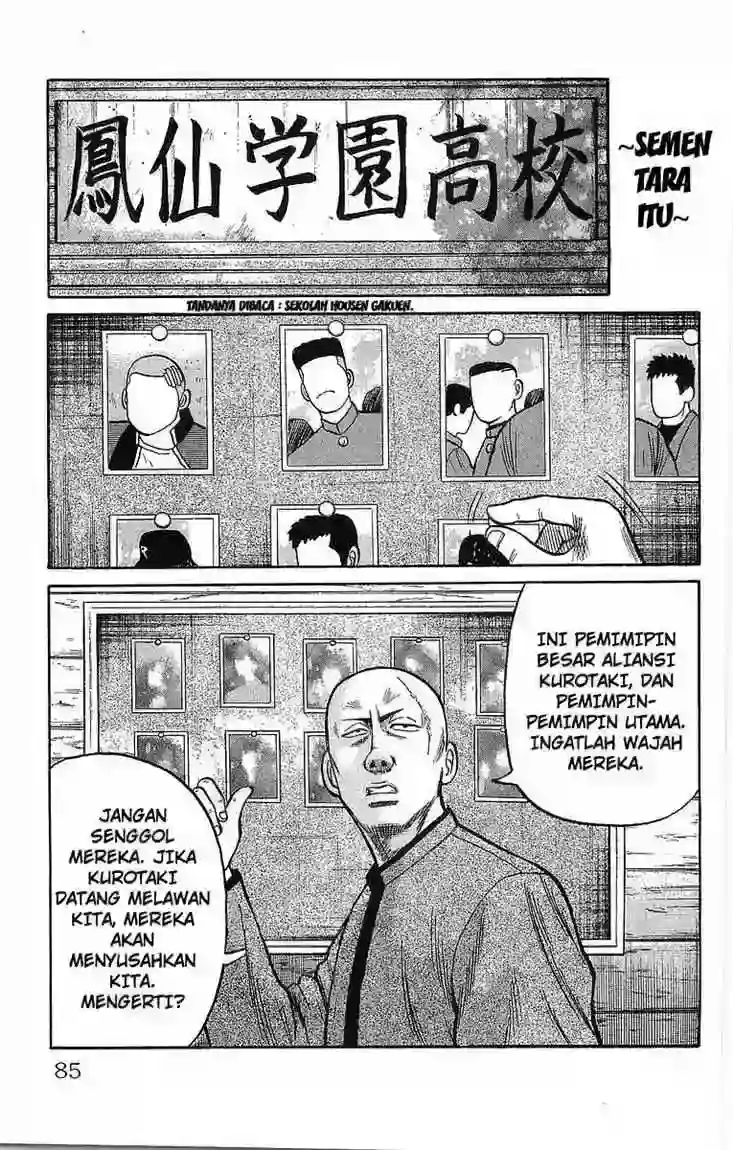 鳳仙学園高校
~SEMEN
TARA
ITU~
TANDANYA DIBACA : SEKOLAH HOUSEN GAKUEN.
INI PEMIMIPIN
BESAR ALIANSI
KUROTAKI, DAN
PEMIMPIN-
PEMIMPIN UTAMA.
INGATLAH WAJAH
MEREKA.
JANGAN
SENGGOL
MEREKA. JIKA
KUROTAKI
DATANG MELAWAN
KITA, MEREKA
AKAN
MENYUSAHKAN
KITA.
MENGERTI?
85